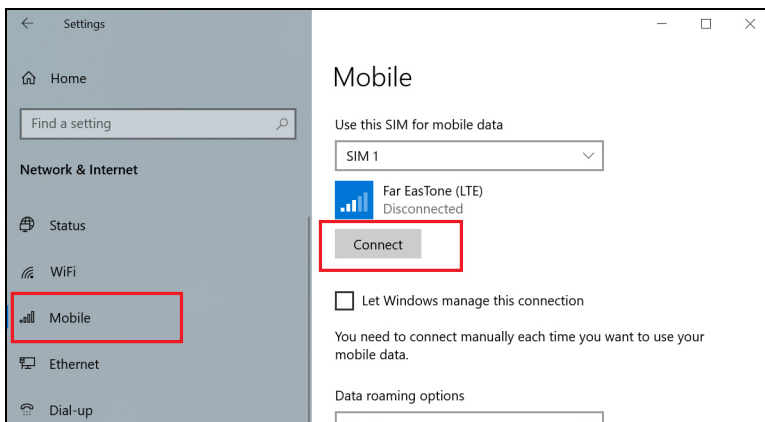 Settings
Home
Find a setting
Network & Internet
Status
WiFi
Mobile
Ethernet
Dial-up
Mobile
Use this SIM for mobile data
SIM 1
Far EasTone (LTE)
Disconnected
Connect
Let Windows manage this connection
You need to connect manually each time you want to use your
mobile data.
Data roaming options